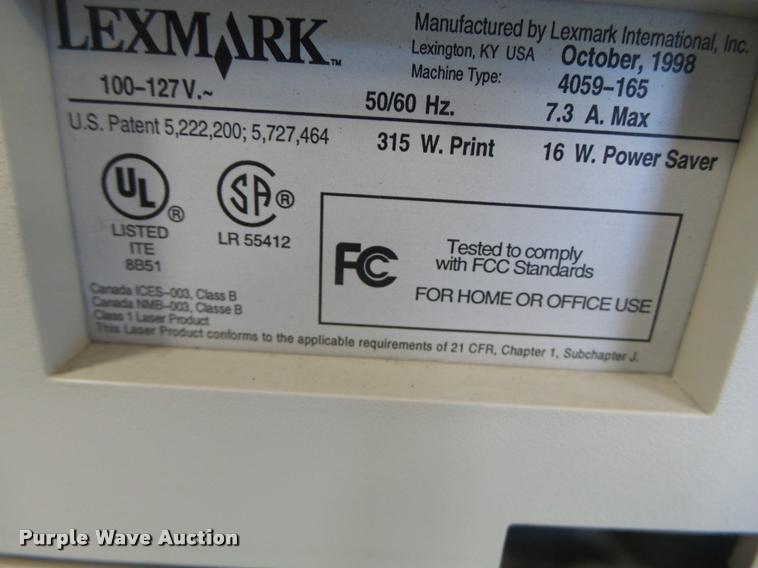 LEXMARK™
Manufactured by Lexmark International, Inc.
Lexington, KY USA October, 1998
Machine Type: 4059-165
100-127V.~ 50/60 Hz. 7.3 A. Max
U.S. Patent 5,222,200; 5,727,464 315 W. Print 16 W. Power Saver
UL ®
LISTED
ITE
8B51
SA ®
LR 55412
FC
Tested to comply
with FCC Standards
FOR HOME OR OFFICE USE
Canada ICES-003, Class B
Canada NMB-003, Classe B
Class 1 Laser Product
This Laser Product conforms to the applicable requirements of 21 CFR, Chapter 1, Subchapter J.
Purple Wave Auction